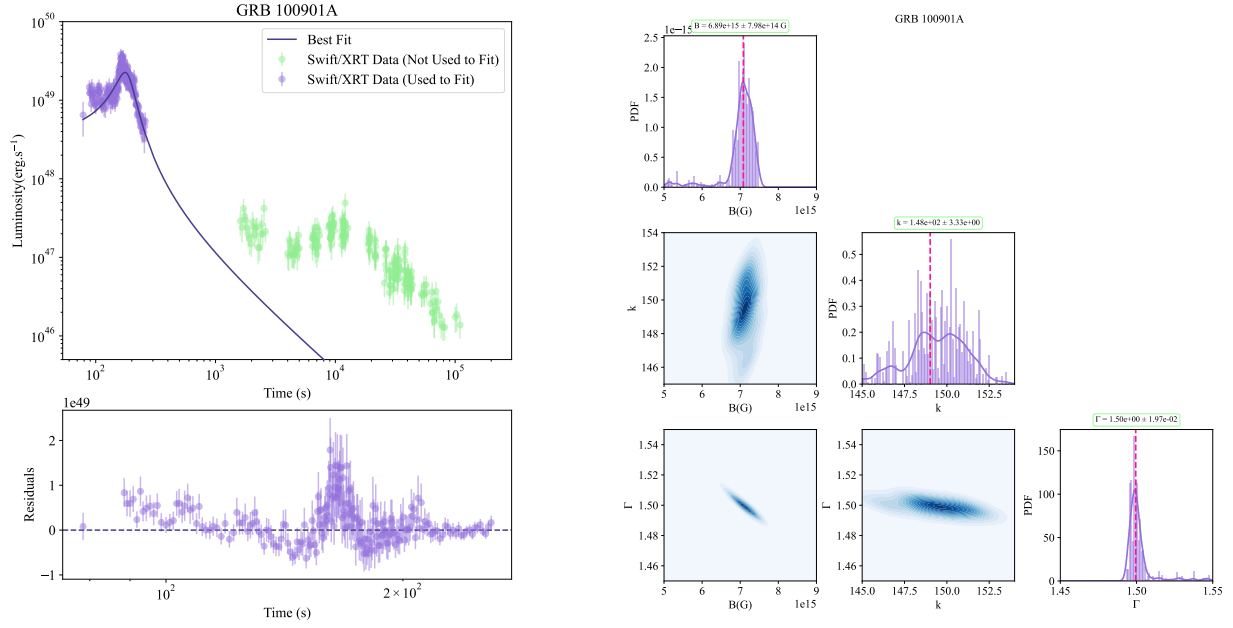 GRB 100901A
10^50
10^49
10^48
10^47
10^46
Luminosity(erg.s^−1)
Best Fit
Swift/XRT Data (Not Used to Fit)
Swift/XRT Data (Used to Fit)
10^2
10^3
10^4
10^5
Time (s)
1e49
2
1
0
−1
Residuals
10^2
2 × 10^2
Time (s)
GRB 100901A
1e−15
B = 6.89e+15 ± 7.98e+14 G
2.5
2.0
1.5
1.0
0.5
0.0
PDF
5
6
7
8
9
B(G)
1e15
154
152
150
148
146
k
5
6
7
8
9
B(G)
1e15
k = 1.48e+02 ± 3.33e+00
0.5
0.4
0.3
0.2
0.1
0.0
PDF
145.0
147.5
150.0
152.5
k
1.54
1.52
1.50
1.48
1.46
Γ
5
6
7
8
9
B(G)
1e15
1.54
1.52
1.50
1.48
1.46
Γ
145.0
147.5
150.0
152.5
k
Γ = 1.50e+00 ± 1.97e-02
150
100
50
0
PDF
1.45
1.50
1.55
Γ